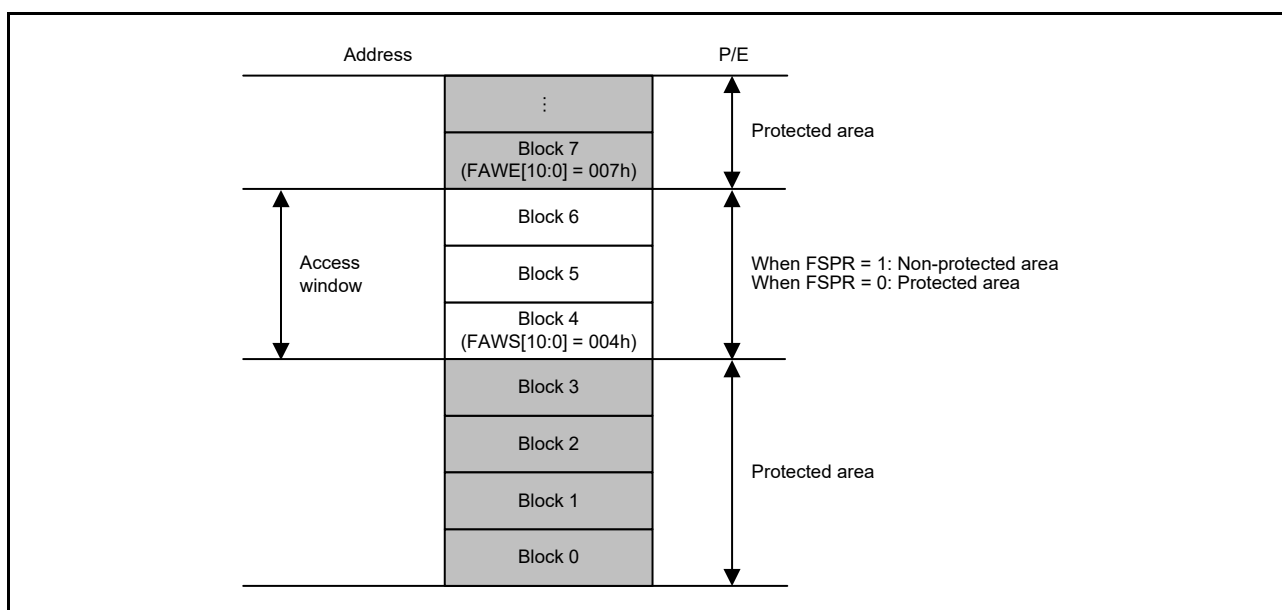 Address
P/E
⋮
Block 7
(FAWE[10:0] = 007h)
Protected area
Block 6
Block 5
Block 4
(FAWS[10:0] = 004h)
Access
window
When FSPR = 1: Non-protected area
When FSPR = 0: Protected area
Block 3
Block 2
Block 1
Block 0
Protected area